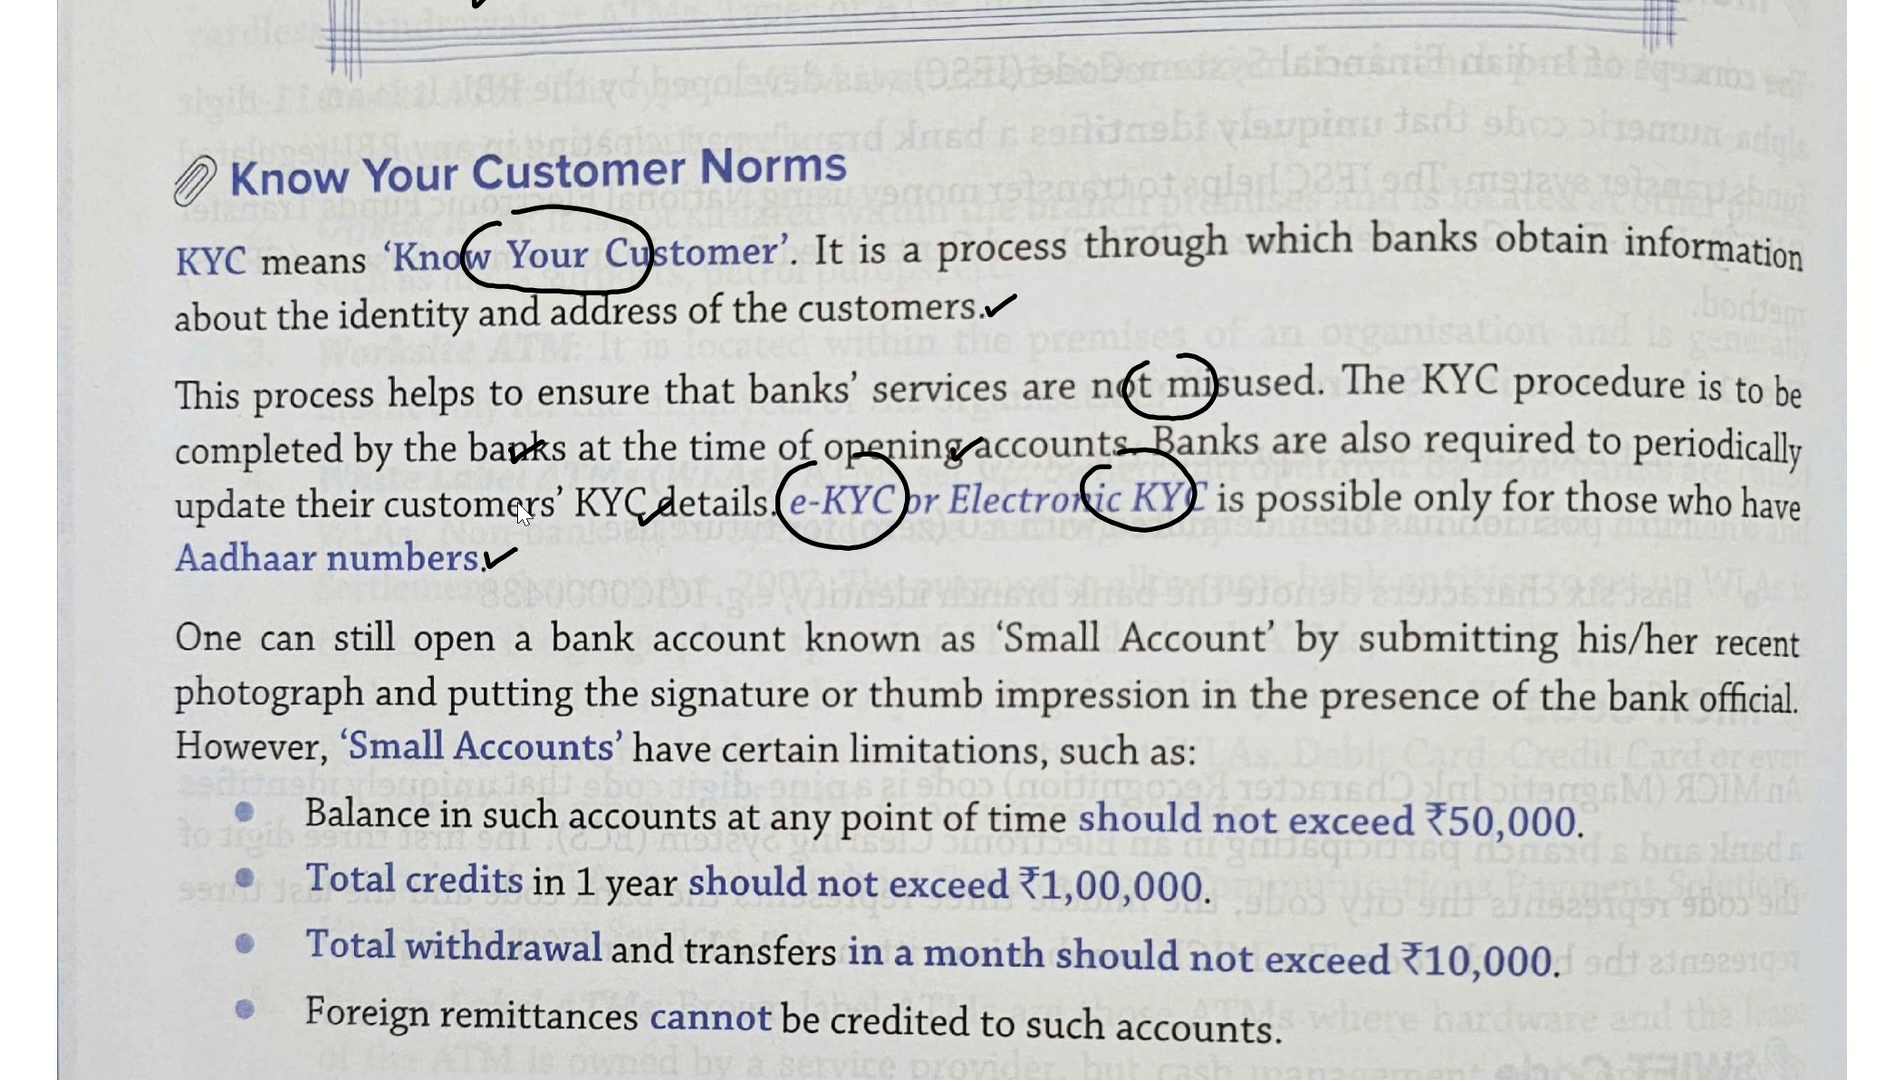 Know Your Customer Norms
KYC means ‘Know Your Customer’. It is a process through which banks obtain information
about the identity and address of the customers.
This process helps to ensure that banks’ services are not misused. The KYC procedure is to be
completed by the banks at the time of opening accounts. Banks are also required to periodically
update their customers’ KYC details. e-KYC or Electronic KYC is possible only for those who have
Aadhaar numbers.
One can still open a bank account known as ‘Small Account’ by submitting his/her recent
photograph and putting the signature or thumb impression in the presence of the bank official.
However, ‘Small Accounts’ have certain limitations, such as:
Balance in such accounts at any point of time should not exceed ₹50,000.
Total credits in 1 year should not exceed ₹1,00,000.
Total withdrawal and transfers in a month should not exceed ₹10,000.
Foreign remittances cannot be credited to such accounts.